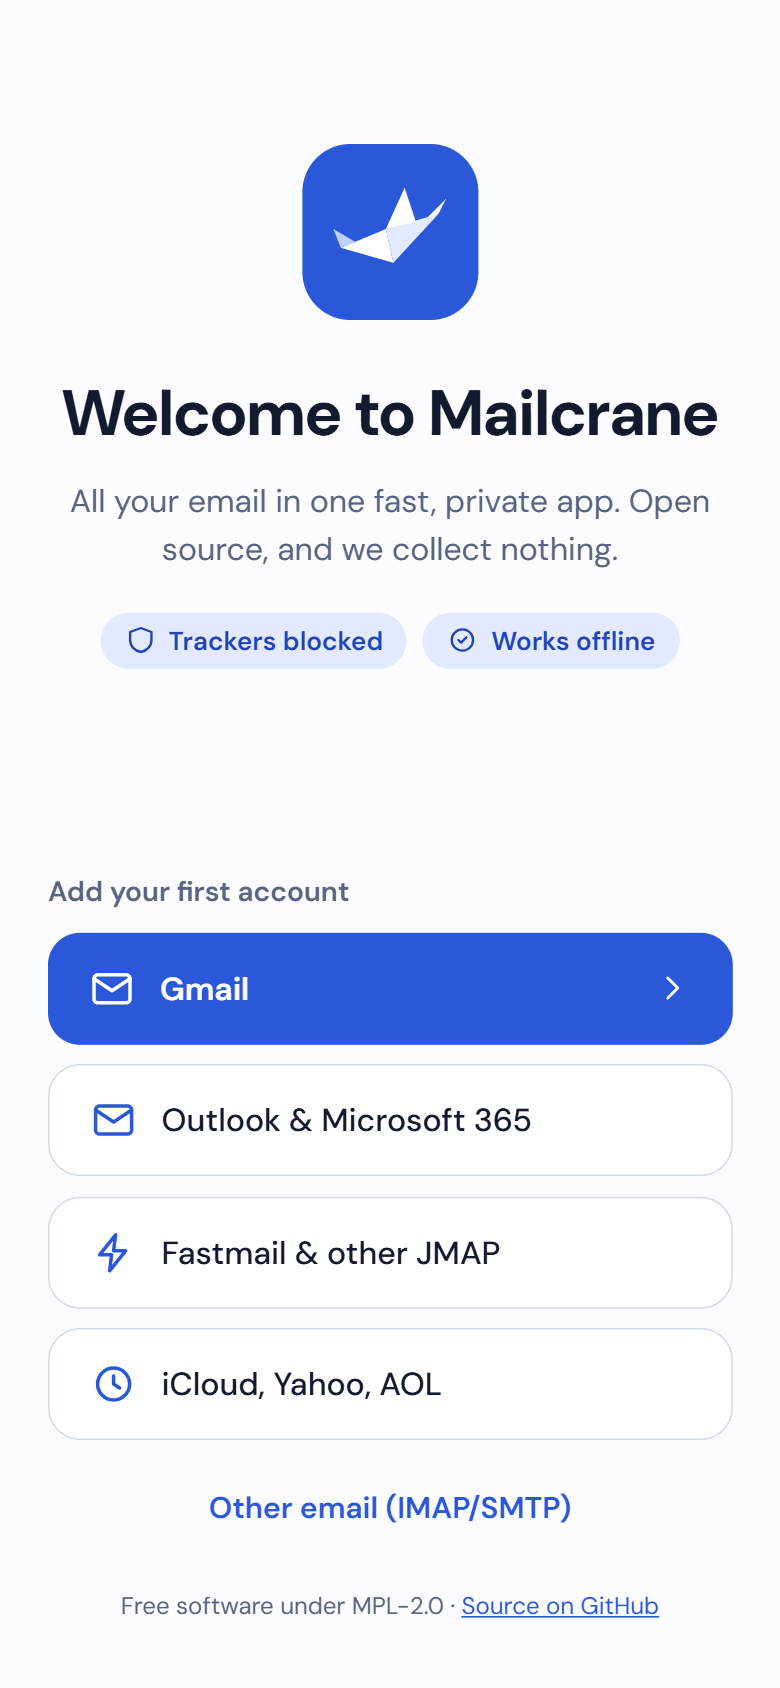 Welcome to Mailcrane
All your email in one fast, private app. Open
source, and we collect nothing.
Trackers blocked
Works offline
Add your first account
Gmail
Outlook & Microsoft 365
Fastmail & other JMAP
iCloud, Yahoo, AOL
Other email (IMAP/SMTP)
Free software under MPL-2.0 · Source on GitHub